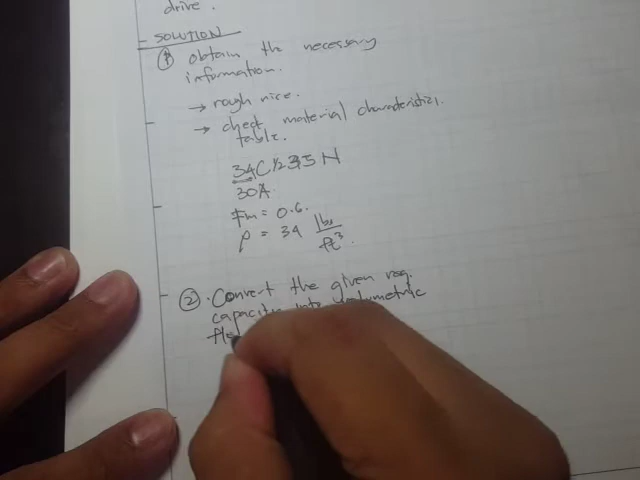 drive.
SOLUTION
① obtain the necessary
information.
→ rough rice.
→ check material characteristics
table.
34C½35N
30A
Fm = 0.6.
ρ = 34 lbs/ft³.
② Convert the given req.
capacity into volumetric